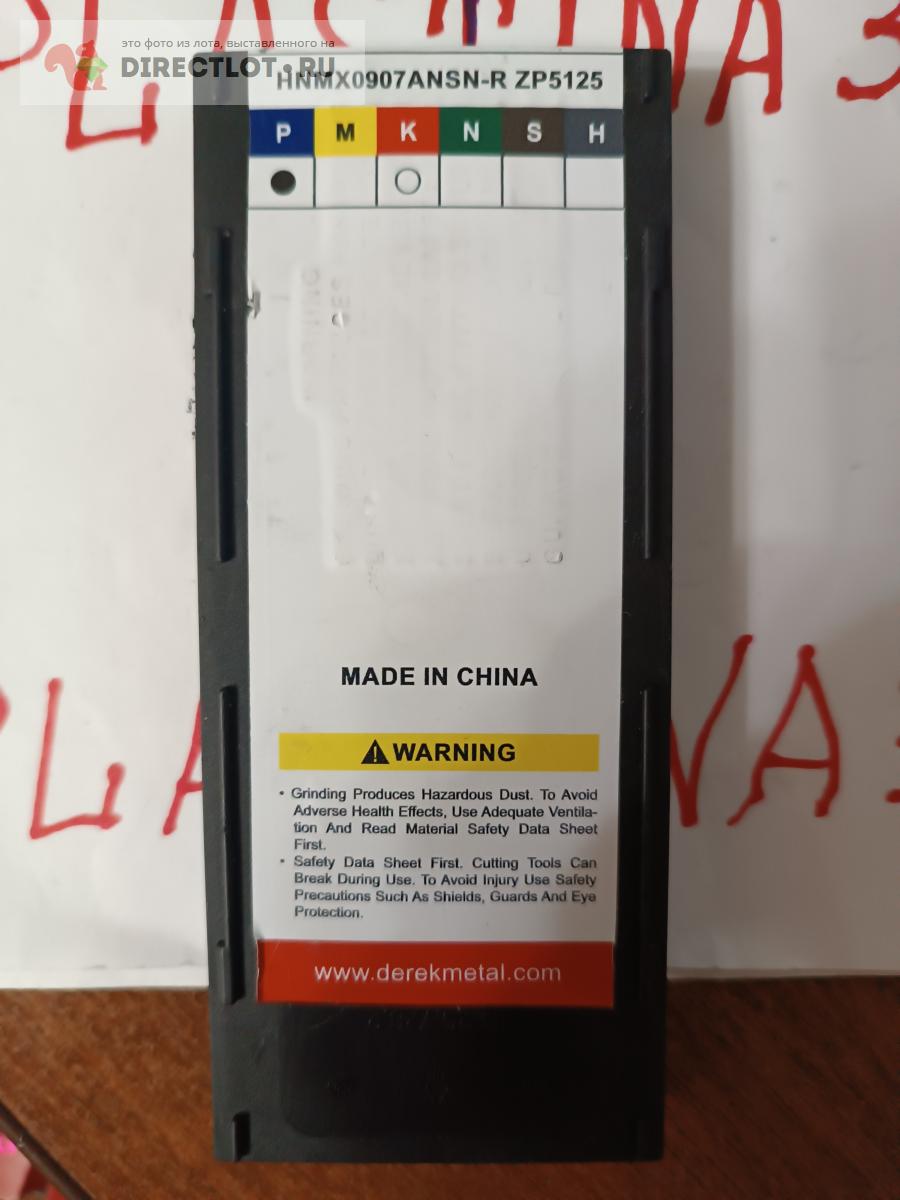 это фото из лота, выставленного на
DIRECTLOT.RU
HNMX0907ANSN-R ZP5125
P M K N S H
MADE IN CHINA
WARNING
• Grinding Produces Hazardous Dust. To Avoid
Adverse Health Effects, Use Adequate Ventila-
tion And Read Material Safety Data Sheet
First.
• Safety Data Sheet First. Cutting Tools Can
Break During Use. To Avoid Injury Use Safety
Precautions Such As Shields, Guards And Eye
Protection.
www.derekmetal.com